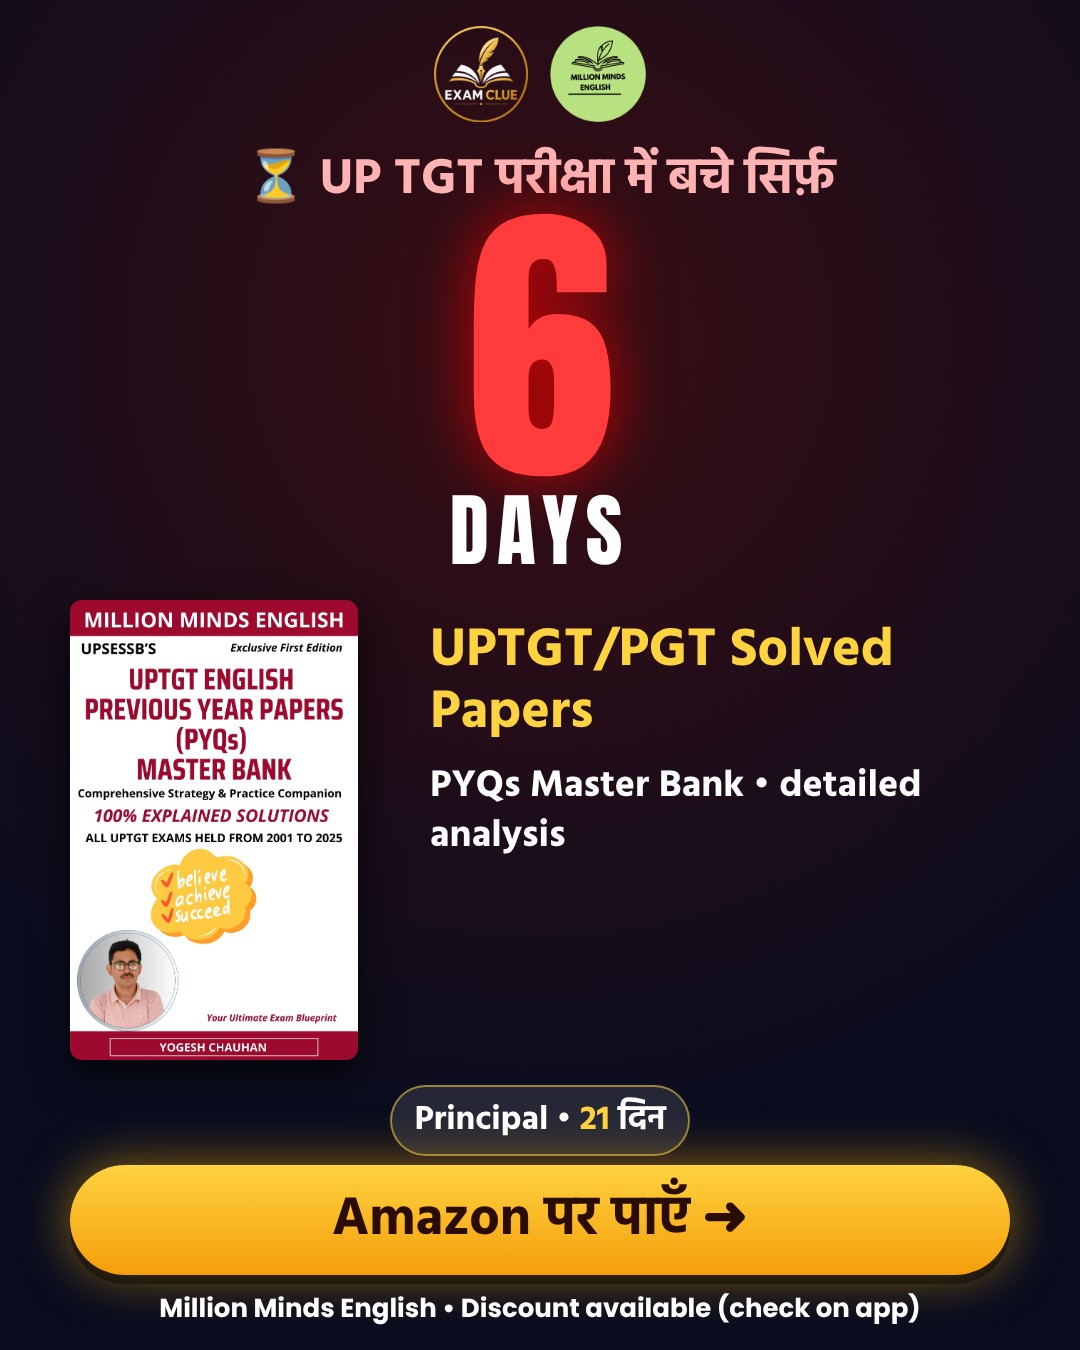 EXAM CLUE
MILLION MINDS
ENGLISH
⏳ UP TGT परीक्षा में बचे सिर्फ़
6
DAYS
MILLION MINDS ENGLISH
UPSESSB'S
Exclusive First Edition
UPTGT ENGLISH
PREVIOUS YEAR PAPERS
(PYQs)
MASTER BANK
Comprehensive Strategy & Practice Companion
100% EXPLAINED SOLUTIONS
ALL UPTGT EXAMS HELD FROM 2001 TO 2025
believe
achieve
succeed
Your Ultimate Exam Blueprint
YOGESH CHAUHAN
UPTGT/PGT Solved
Papers
PYQs Master Bank • detailed
analysis
Principal • 21 दिन
Amazon पर पाएँ ➜
Million Minds English • Discount available (check on app)